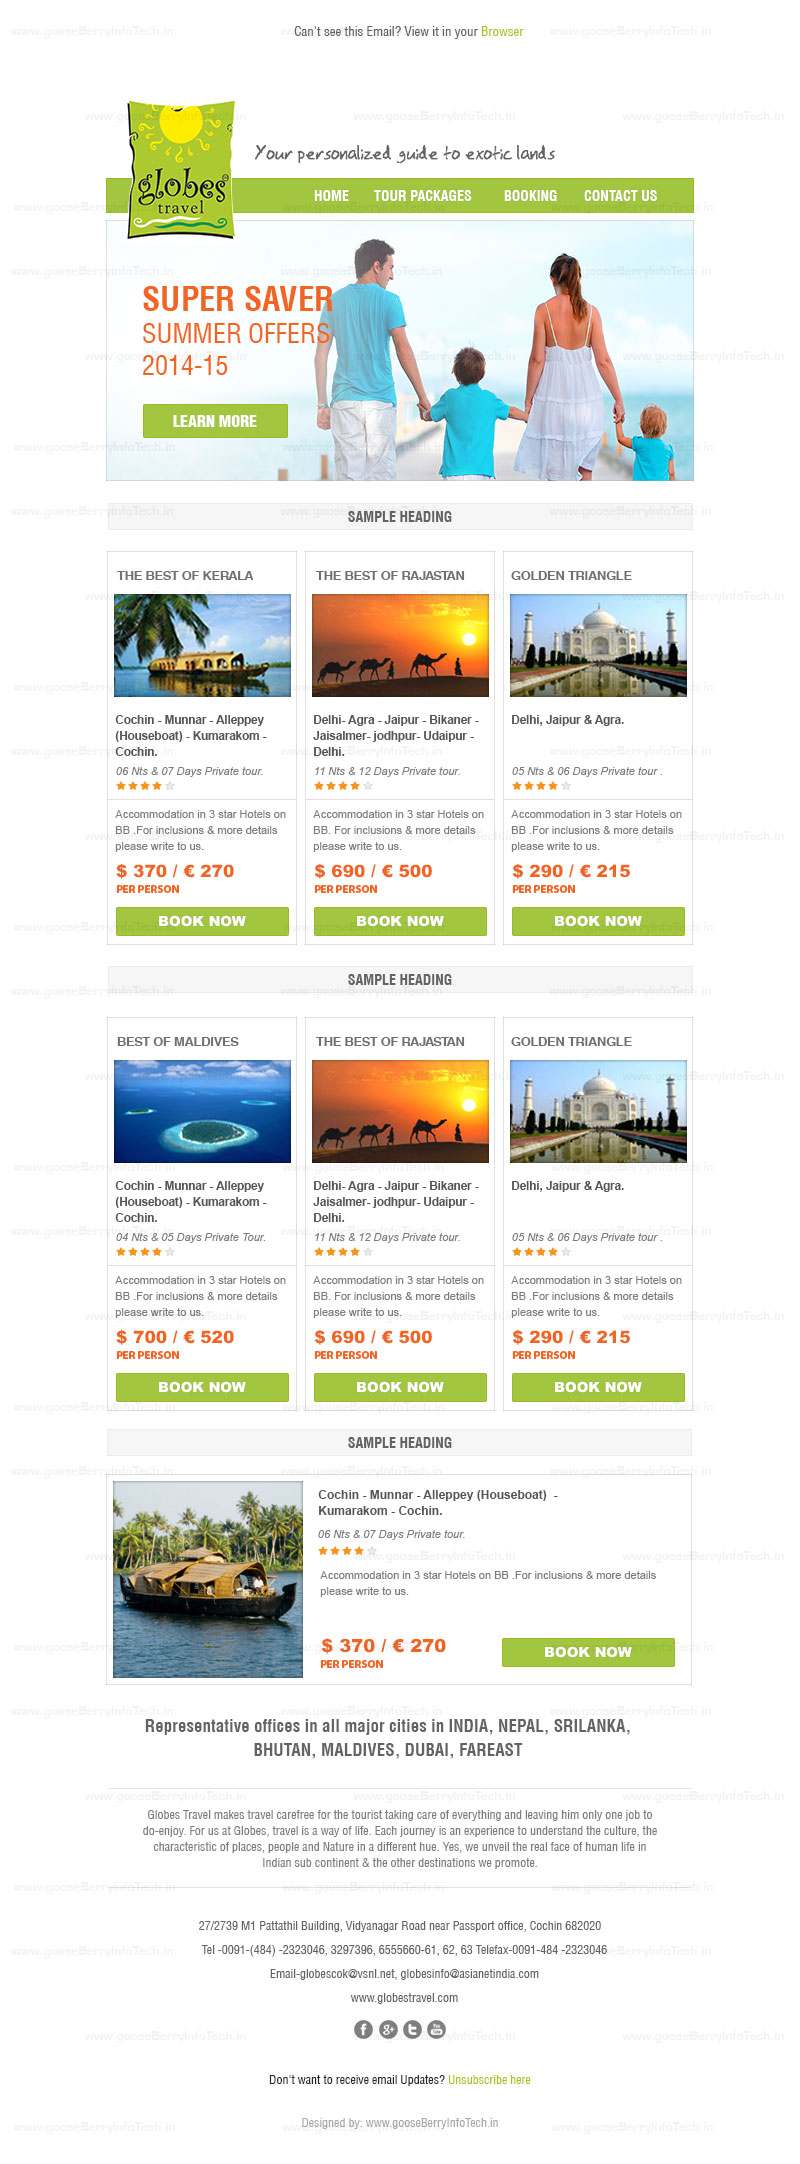 Can't see this Email? View it in your Browser
globes
travel
Your personalized guide to exotic lands
HOME TOUR PACKAGES BOOKING CONTACT US
SUPER SAVER
SUMMER OFFERS
2014-15
LEARN MORE
SAMPLE HEADING
THE BEST OF KERALA
Cochin - Munnar - Alleppey
(Houseboat) - Kumarakom -
Cochin.
06 Nts & 07 Days Private tour.
Accommodation in 3 star Hotels on
BB .For inclusions & more details
please write to us.
$ 370 / € 270
PER PERSON
BOOK NOW
THE BEST OF RAJASTAN
Delhi- Agra - Jaipur - Bikaner -
Jaisalmer- jodhpur- Udaipur -
Delhi.
11 Nts & 12 Days Private tour.
Accommodation in 3 star Hotels on
BB. For inclusions & more details
please write to us.
$ 690 / € 500
PER PERSON
BOOK NOW
GOLDEN TRIANGLE
Delhi, Jaipur & Agra.
05 Nts & 06 Days Private tour .
Accommodation in 3 star Hotels on
BB .For inclusions & more details
please write to us.
$ 290 / € 215
PER PERSON
BOOK NOW
SAMPLE HEADING
BEST OF MALDIVES
Cochin - Munnar - Alleppey
(Houseboat) - Kumarakom -
Cochin.
04 Nts & 05 Days Private Tour.
Accommodation in 3 star Hotels on
BB .For inclusions & more details
please write to us.
$ 700 / € 520
PER PERSON
BOOK NOW
THE BEST OF RAJASTAN
Delhi- Agra - Jaipur - Bikaner -
Jaisalmer- jodhpur- Udaipur -
Delhi.
11 Nts & 12 Days Private tour.
Accommodation in 3 star Hotels on
BB. For inclusions & more details
please write to us.
$ 690 / € 500
PER PERSON
BOOK NOW
GOLDEN TRIANGLE
Delhi, Jaipur & Agra.
05 Nts & 06 Days Private tour .
Accommodation in 3 star Hotels on
BB .For inclusions & more details
please write to us.
$ 290 / € 215
PER PERSON
BOOK NOW
SAMPLE HEADING
Cochin - Munnar - Alleppey (Houseboat) -
Kumarakom - Cochin.
06 Nts & 07 Days Private tour.
Accommodation in 3 star Hotels on BB .For inclusions & more details
please write to us.
$ 370 / € 270
PER PERSON
BOOK NOW
Representative offices in all major cities in INDIA, NEPAL, SRILANKA,
BHUTAN, MALDIVES, DUBAI, FAREAST
Globes Travel makes travel carefree for the tourist taking care of everything and leaving him only one job to
do-enjoy. For us at Globes, travel is a way of life. Each journey is an experience to understand the culture, the
characteristic of places, people and Nature in a different hue. Yes, we unveil the real face of human life in
Indian sub continent & the other destinations we promote.
27/2739 M1 Pattathil Building, Vidyanagar Road near Passport office, Cochin 682020
Tel -0091-(484) -2323046, 3297396, 6555660-61, 62, 63 Telefax-0091-484 -2323046
Email-globescok@vsnl.net, globesinfo@asianetindia.com
www.globestravel.com
Don't want to receive email Updates? Unsubscribe here
Designed by: www.gooseBerryInfoTech.in
www.gooseBerryInfoTech.in